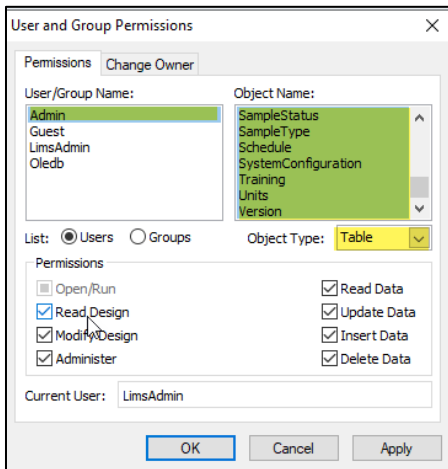 User and Group Permissions
Permissions Change Owner
User/Group Name: Object Name:
Admin
Guest
LimsAdmin
Oledb
SampleStatus
SampleType
Schedule
SystemConfiguration
Training
Units
Version
List: Users Groups Object Type: Table
Permissions
Open/Run Read Data
Read Design Update Data
Modify Design Insert Data
Administer Delete Data
Current User: LimsAdmin
OK Cancel Apply